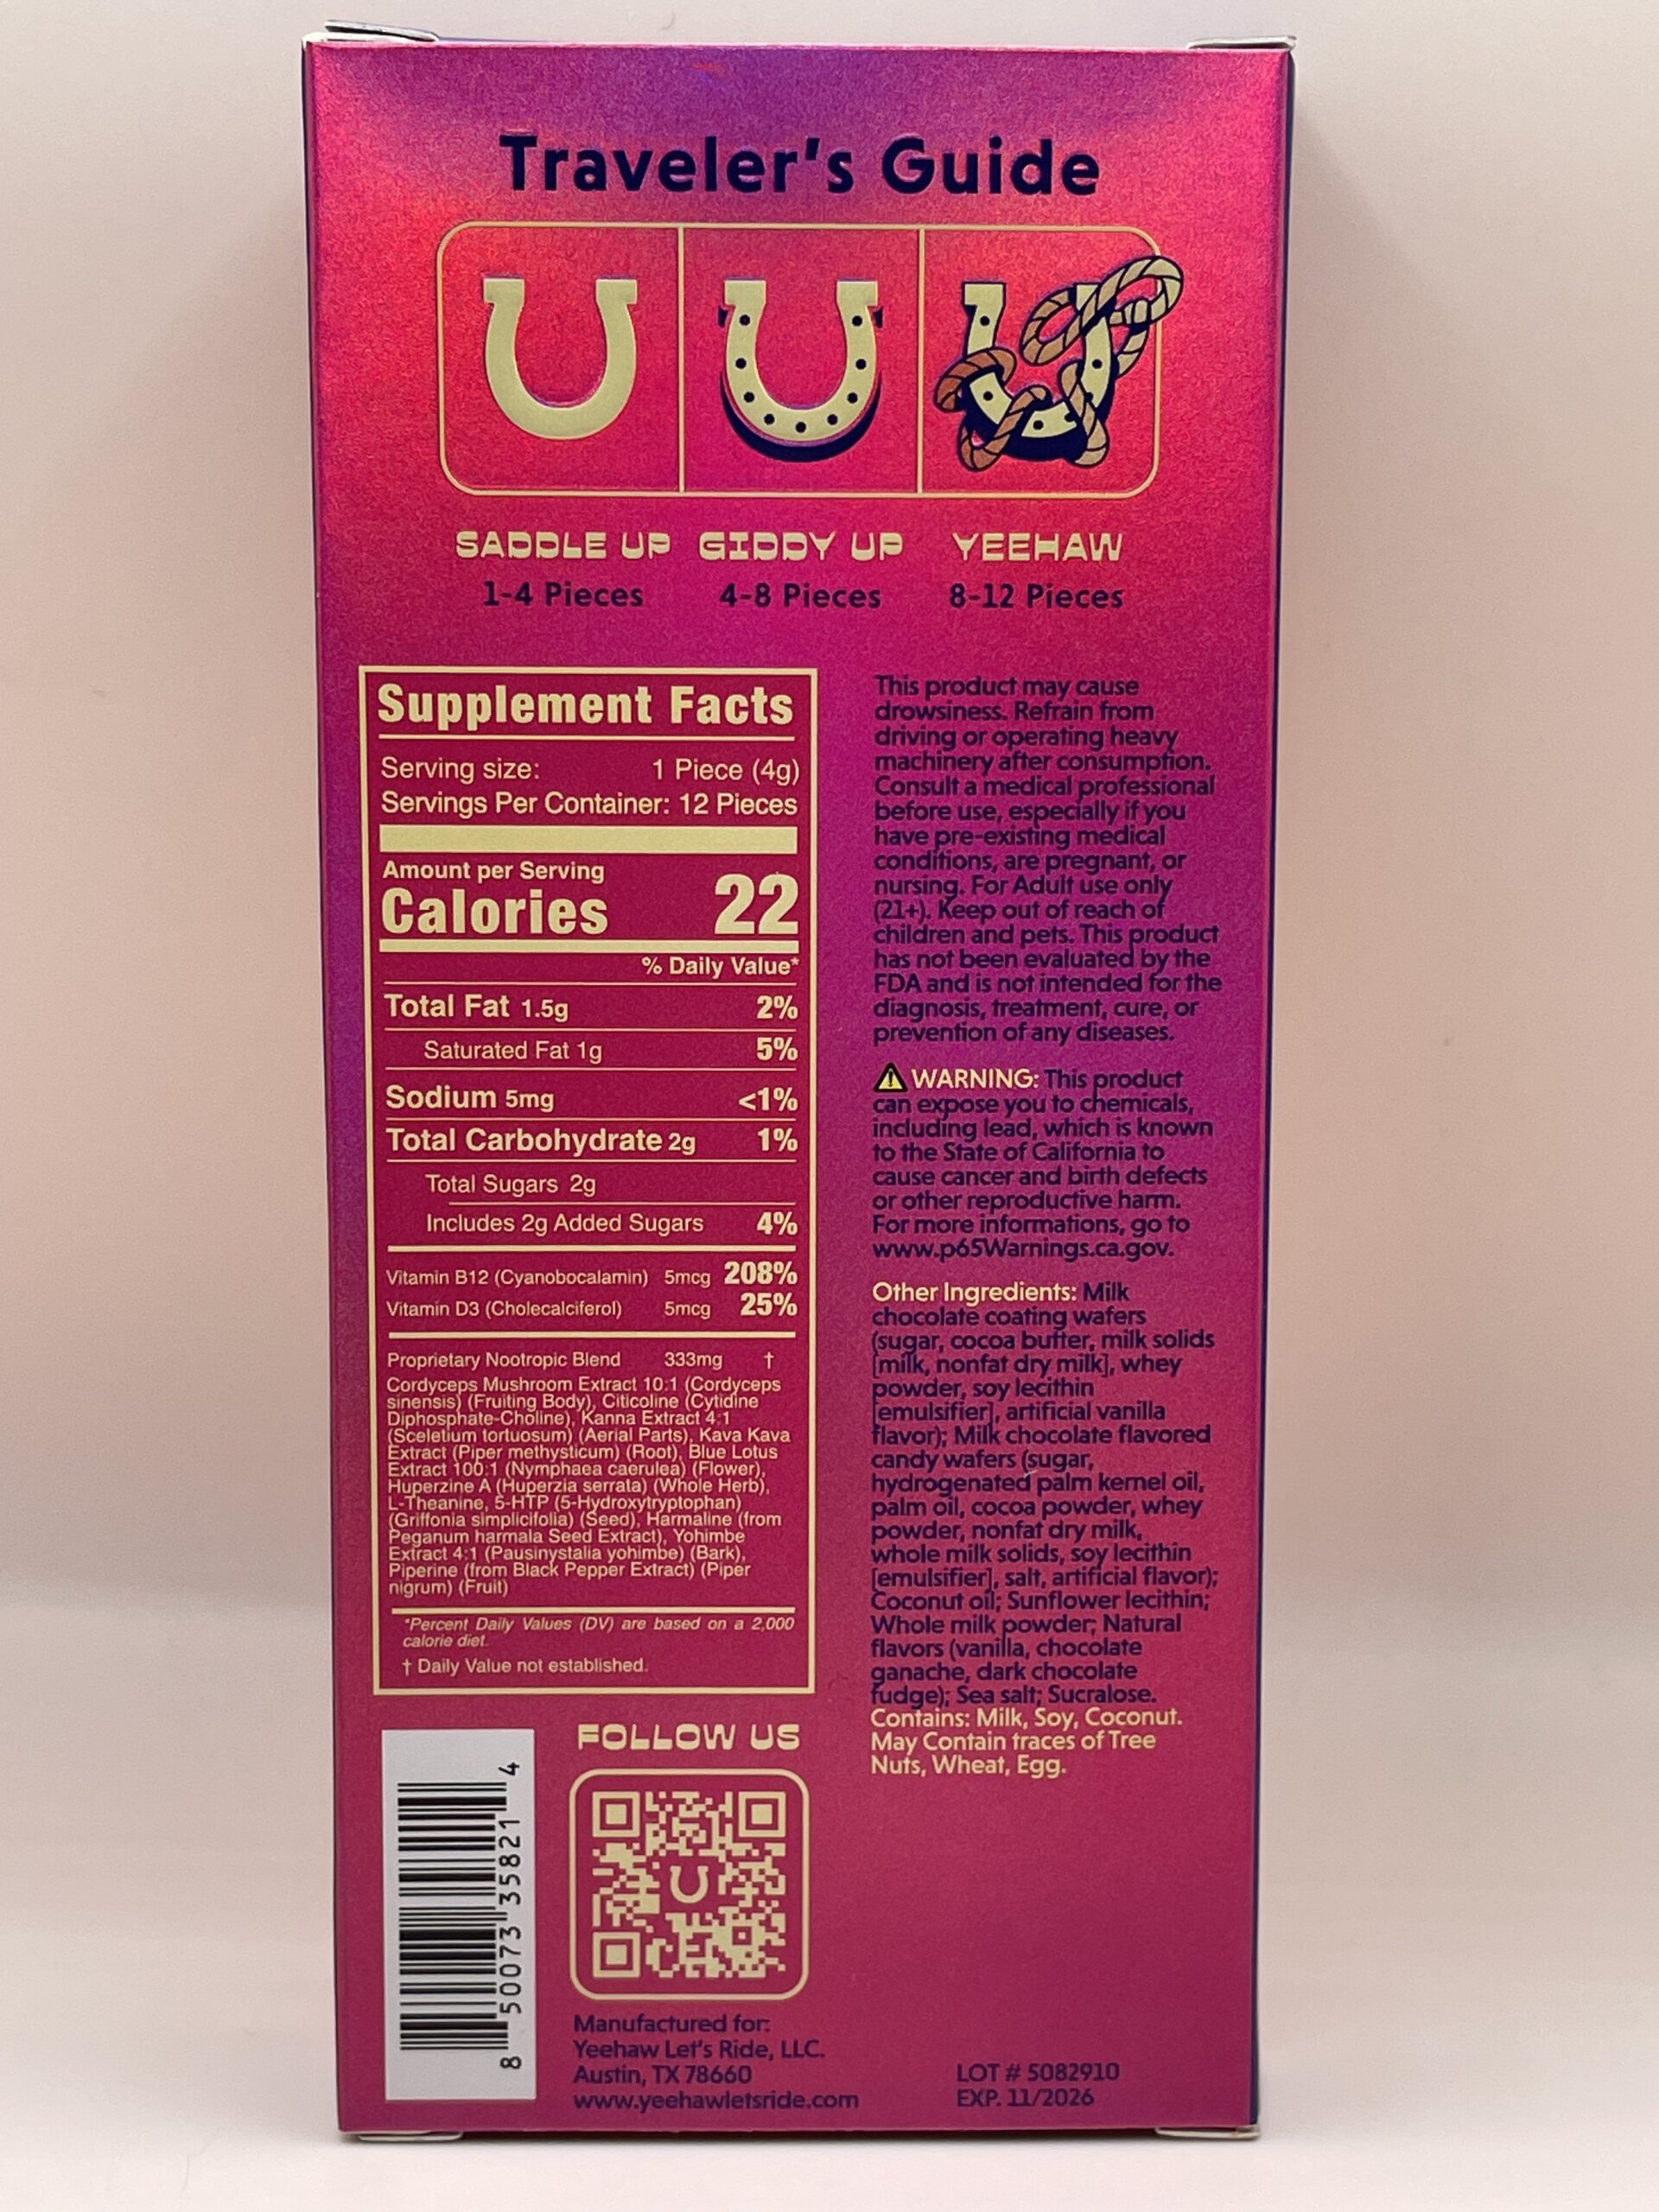 Traveler's Guide
SADDLE UP GIDDY UP YEEHAW
1-4 Pieces 4-8 Pieces 8-12 Pieces
Supplement Facts
Serving size: 1 Piece (4g)
Servings Per Container: 12 Pieces
Amount per Serving
Calories 22
% Daily Value*
Total Fat 1.5g 2%
Saturated Fat 1g 5%
Sodium 5mg <1%
Total Carbohydrate 2g 1%
Total Sugars 2g
Includes 2g Added Sugars 4%
Vitamin B12 (Cyanobocalamin) 5mcg 208%
Vitamin D3 (Cholecalciferol) 5mcg 25%
Proprietary Nootropic Blend 333mg †
Cordyceps Mushroom Extract 10:1 (Cordyceps
sinensis) (Fruiting Body), Citicoline (Cytidine
Diphosphate-Choline), Kanna Extract 4:1
(Sceletium tortuosum) (Aerial Parts), Kava Kava
Extract (Piper methysticum) (Root), Blue Lotus
Extract 100:1 (Nymphaea caerulea) (Flower),
Huperzine A (Huperzia serrata) (Whole Herb),
L-Theanine, 5-HTP (5-Hydroxytryptophan)
(Griffonia simplicifolia) (Seed), Harmaline (from
Peganum harmala Seed Extract), Yohimbe
Extract 4:1 (Pausinystalia yohimbe) (Bark),
Piperine (from Black Pepper Extract) (Piper
nigrum) (Fruit)
*Percent Daily Values (DV) are based on a 2,000
calorie diet.
† Daily Value not established.
This product may cause
drowsiness. Refrain from
driving or operating heavy
machinery after consumption.
Consult a medical professional
before use, especially if you
have pre-existing medical
conditions, are pregnant, or
nursing. For Adult use only
(21+). Keep out of reach of
children and pets. This product
has not been evaluated by the
FDA and is not intended for the
diagnosis, treatment, cure, or
prevention of any diseases.
WARNING: This product
can expose you to chemicals,
including lead, which is known
to the State of California to
cause cancer and birth defects
or other reproductive harm.
For more informations, go to
www.p65Warnings.ca.gov.
Other Ingredients: Milk
chocolate coating wafers
(sugar, cocoa butter, milk solids
[milk, nonfat dry milk], whey
powder, soy lecithin
[emulsifier], artificial vanilla
flavor); Milk chocolate flavored
candy wafers (sugar,
hydrogenated palm kernel oil,
palm oil, cocoa powder, whey
powder, nonfat dry milk,
whole milk solids, soy lecithin
[emulsifier], salt, artificial flavor);
Coconut oil; Sunflower lecithin;
Whole milk powder; Natural
flavors (vanilla, chocolate
ganache, dark chocolate
fudge); Sea salt; Sucralose.
Contains: Milk, Soy, Coconut.
May Contain traces of Tree
Nuts, Wheat, Egg.
8 50073 35821 4
FOLLOW US
Manufactured for:
Yeehaw Let's Ride, LLC.
Austin, TX 78660
www.yeehawletsride.com
LOT # 5082910
EXP. 11/2026